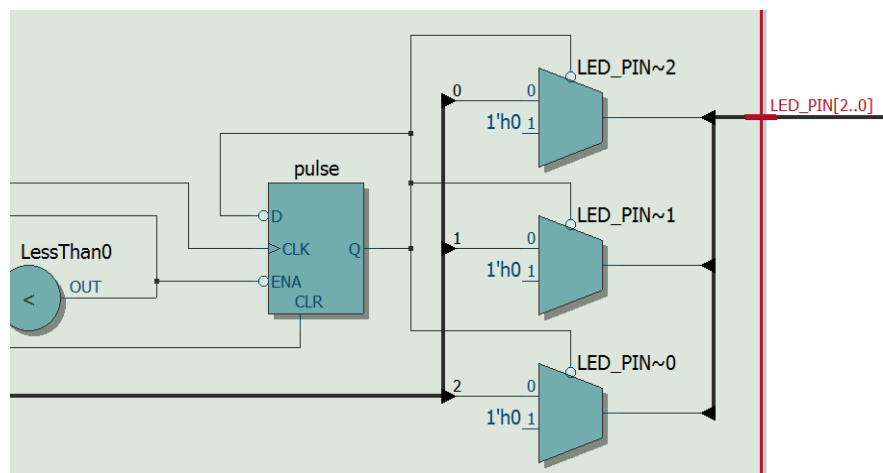 LED_PIN~2
0
0
1'h0 1
LED_PIN[2..0]
pulse
D
LED_PIN~1
1
0
CLK
Q
LessThan0
1'h0 1
<
OUT
ENA
CLR
LED_PIN~0
2
0
1'h0 1